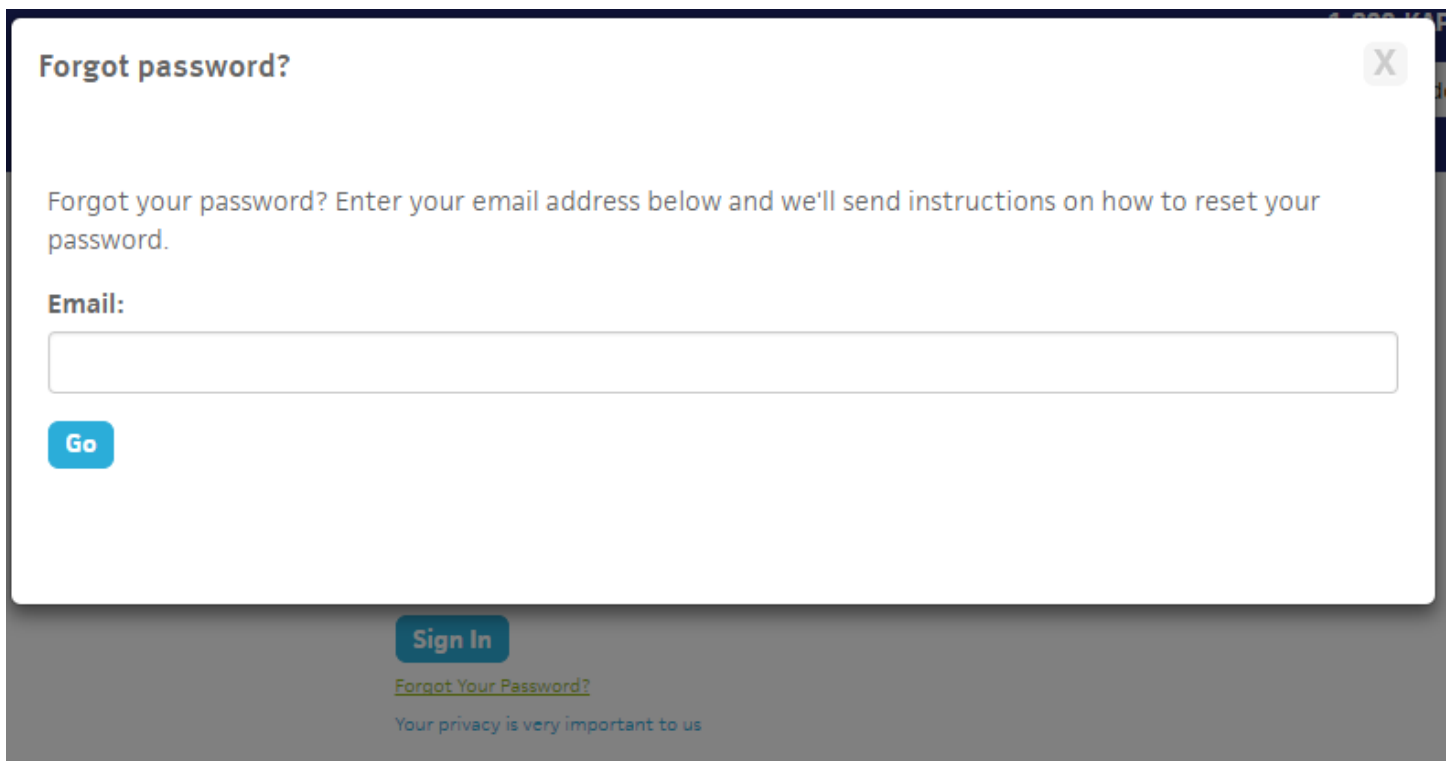 Forgot password?
X
Forgot your password? Enter your email address below and we'll send instructions on how to reset your
password.
Email:
Go
Sign In
Forgot Your Password?
Your privacy is very important to us